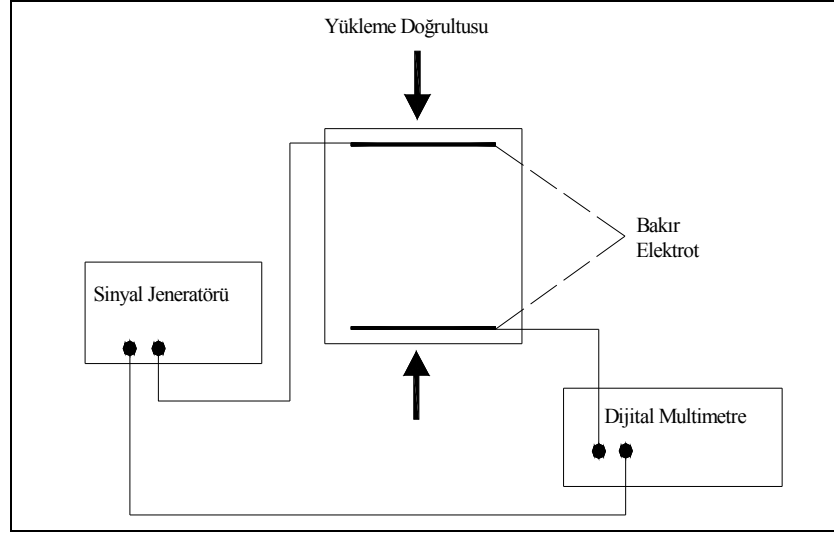 Yükleme Doğrultusu
Bakır
Elektrot
Sinyal Jeneratörü
Dijital Multimetre